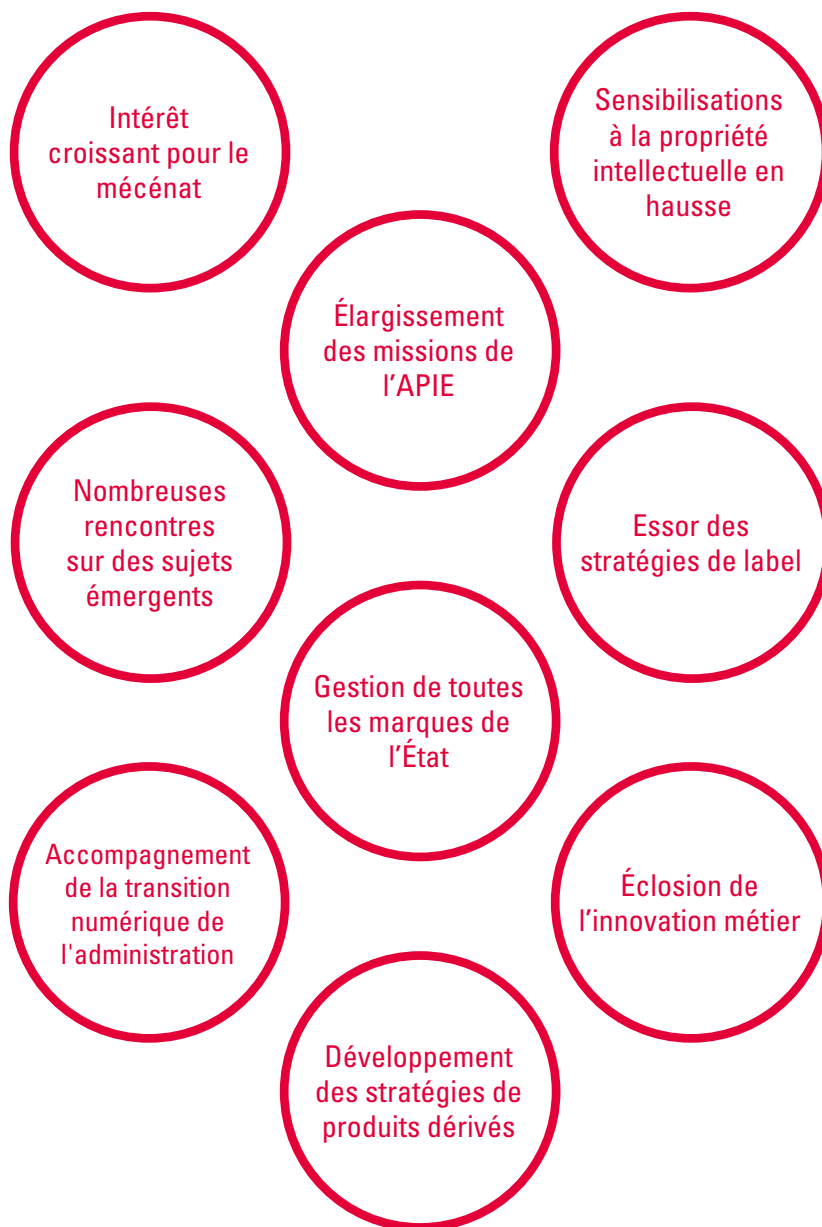 Intérêt
croissant pour le
mécénat
Sensibilisations
à la propriété
intellectuelle en
hausse
Élargissement
des missions de
l’APIE
Nombreuses
rencontres
sur des sujets
émergents
Essor des
stratégies de label
Gestion de toutes
les marques de
l’État
Accompagnement
de la transition
numérique de
l'administration
Éclosion de
l’innovation métier
Développement
des stratégies de
produits dérivés